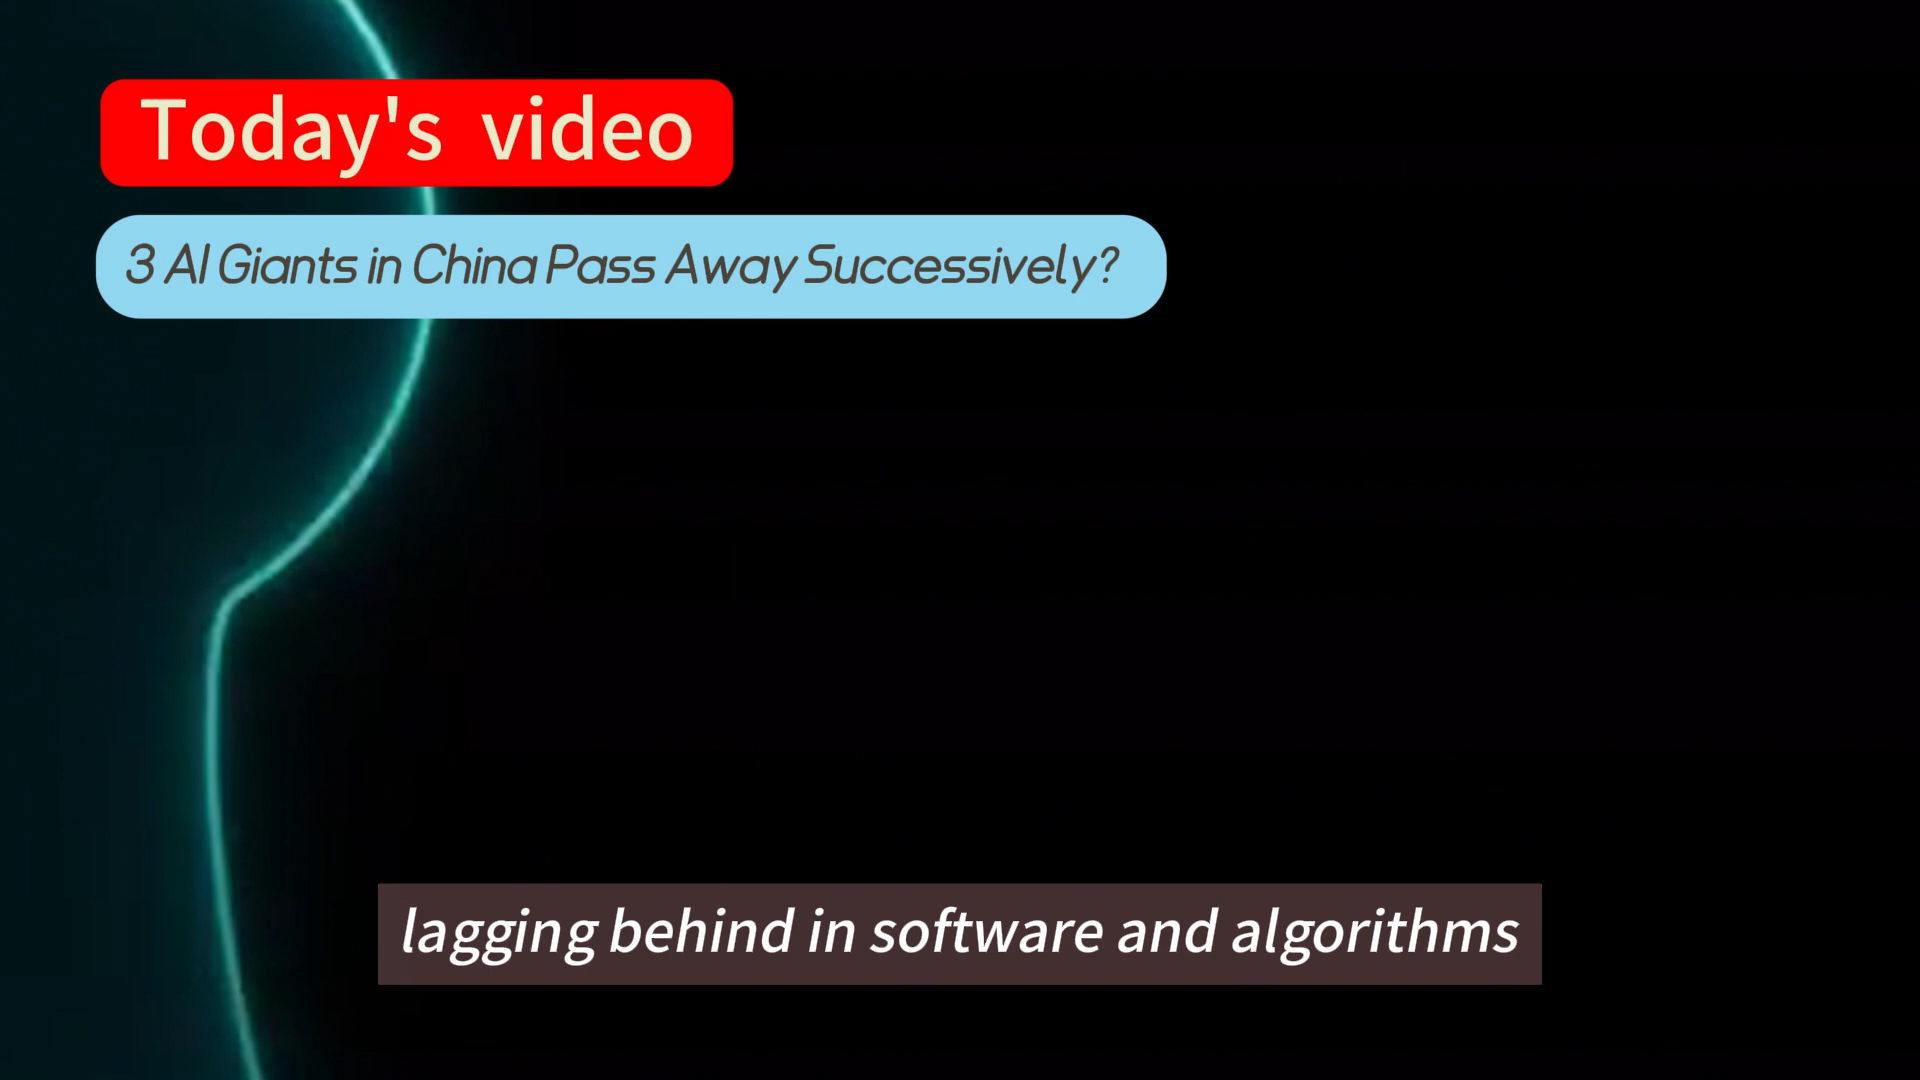 Today's video
3 AI Giants in China Pass Away Successively?
lagging behind in software and algorithms